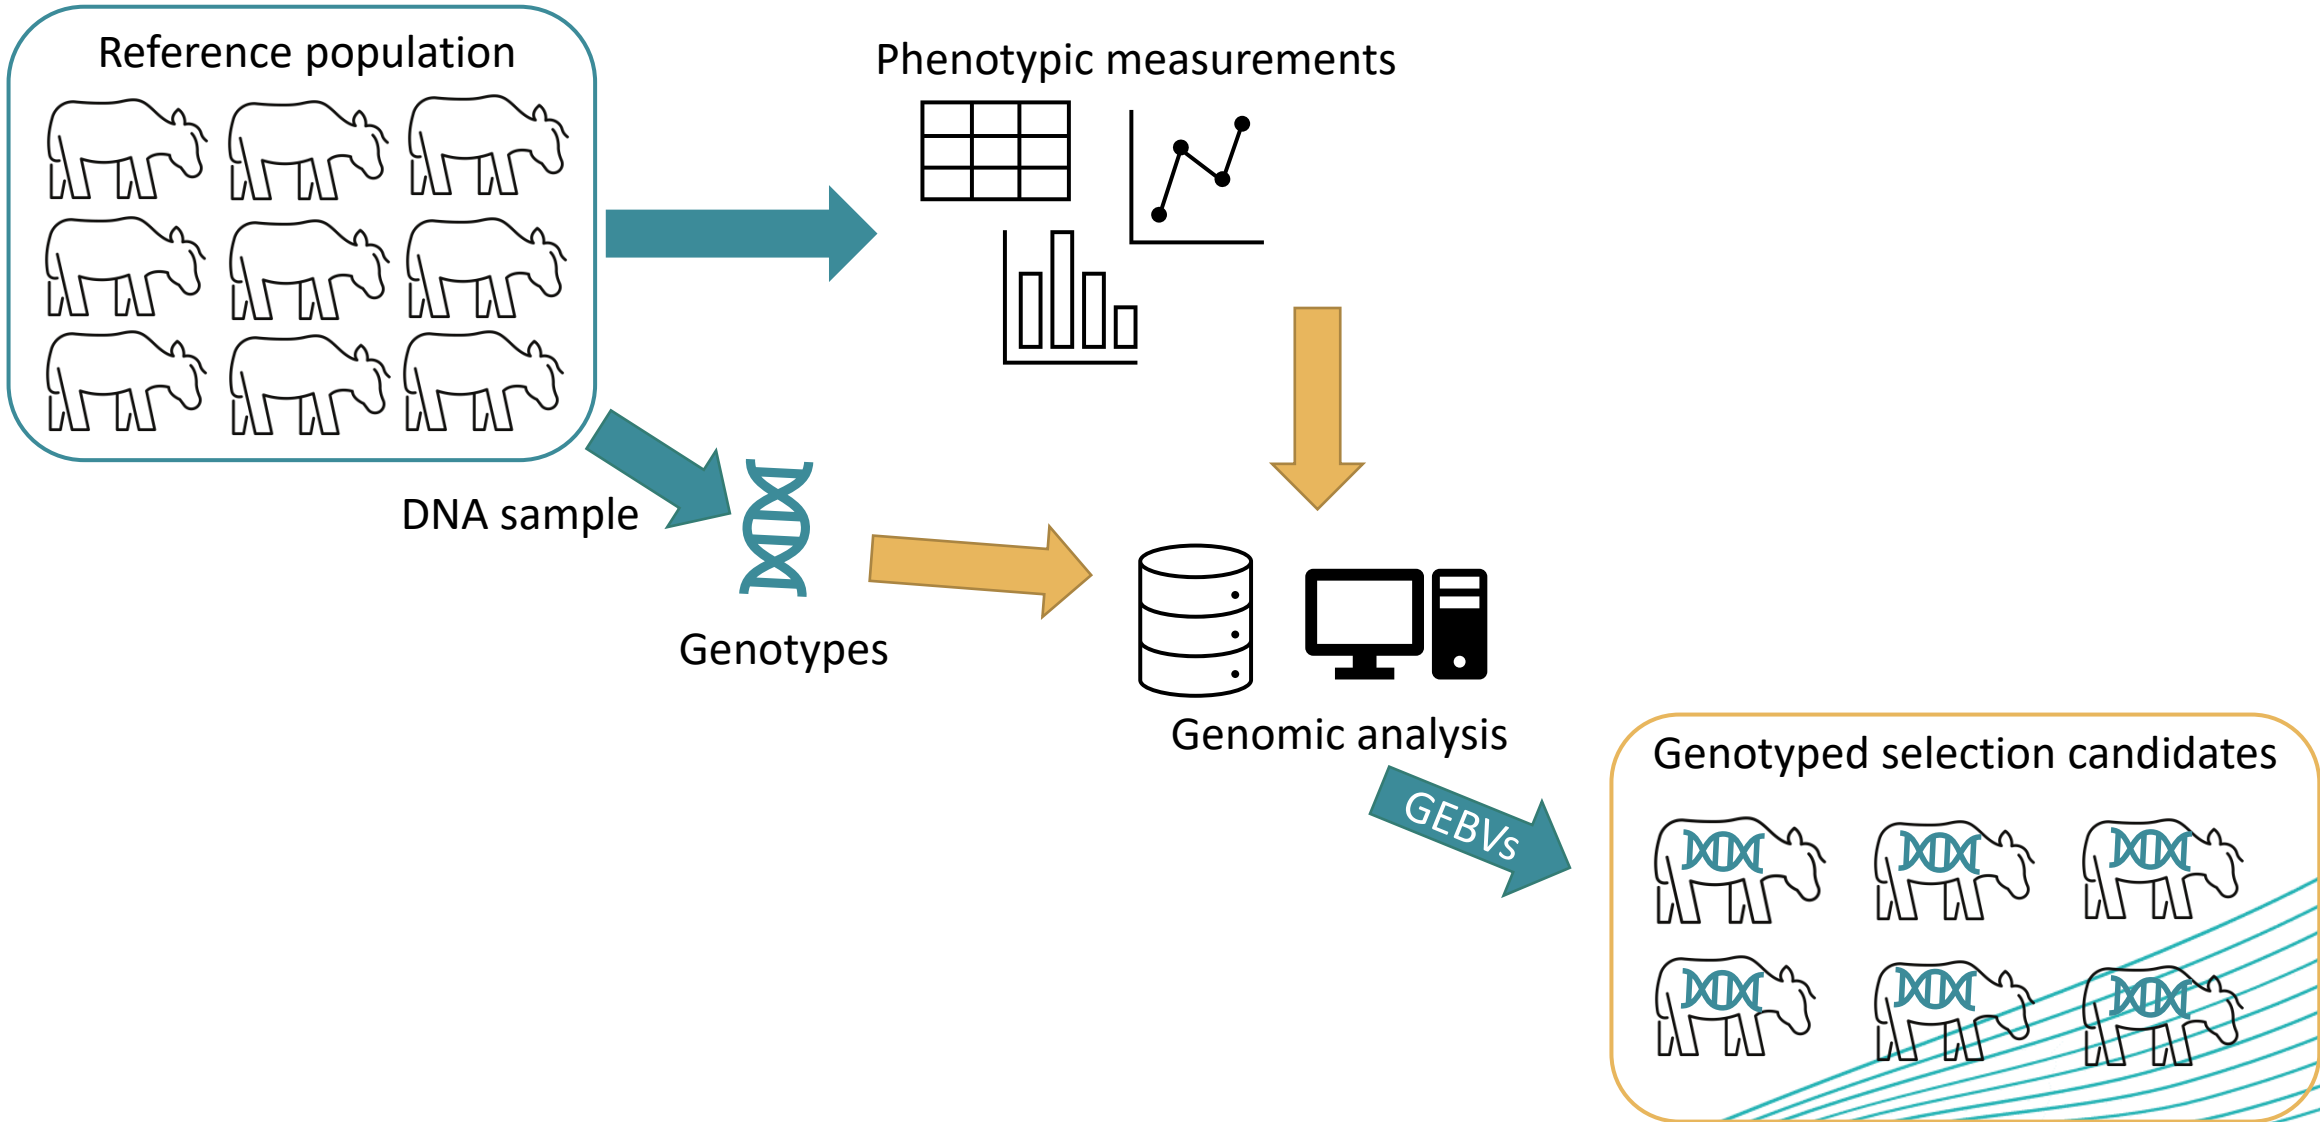 Reference population
Phenotypic measurements
DNA sample
Genotypes
Genomic analysis
GEBVs
Genotyped selection candidates